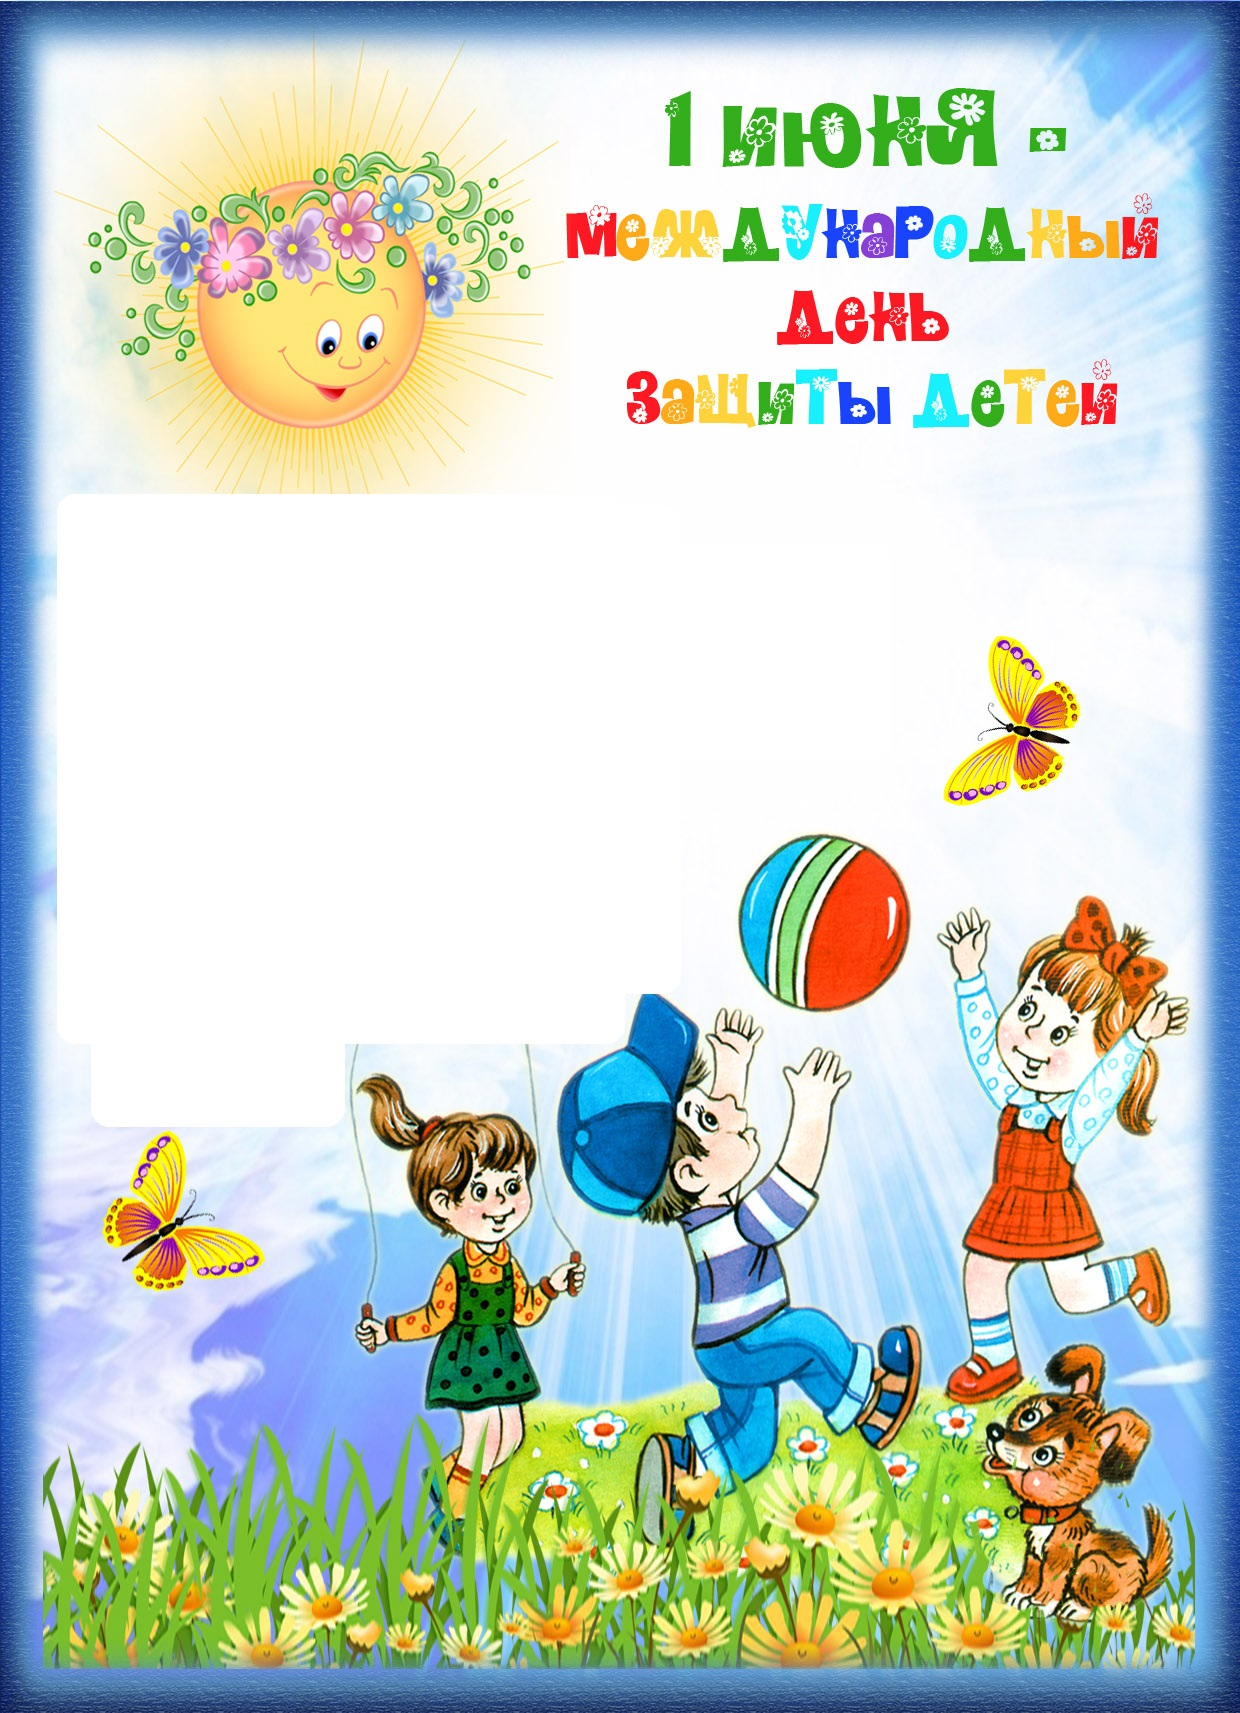 1 июня -
международный
день
защиты детей